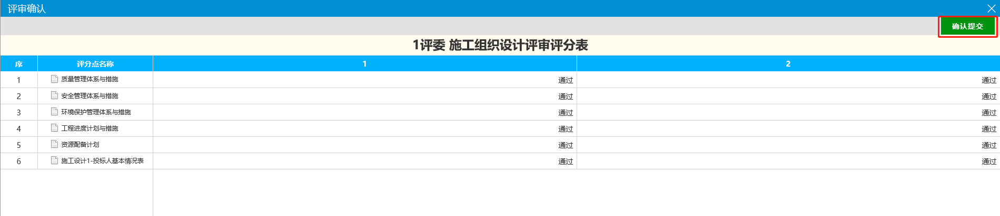 评审确认
确认提交
1评委 施工组织设计评审评分表
序 评分点名称 1 2
1 质量管理体系与措施 通过 通过
2 安全管理体系与措施 通过 通过
3 环境保护管理体系与措施 通过 通过
4 工程进度计划与措施 通过 通过
5 资源配备计划 通过 通过
6 施工设计1-投标人基本情况表 通过 通过